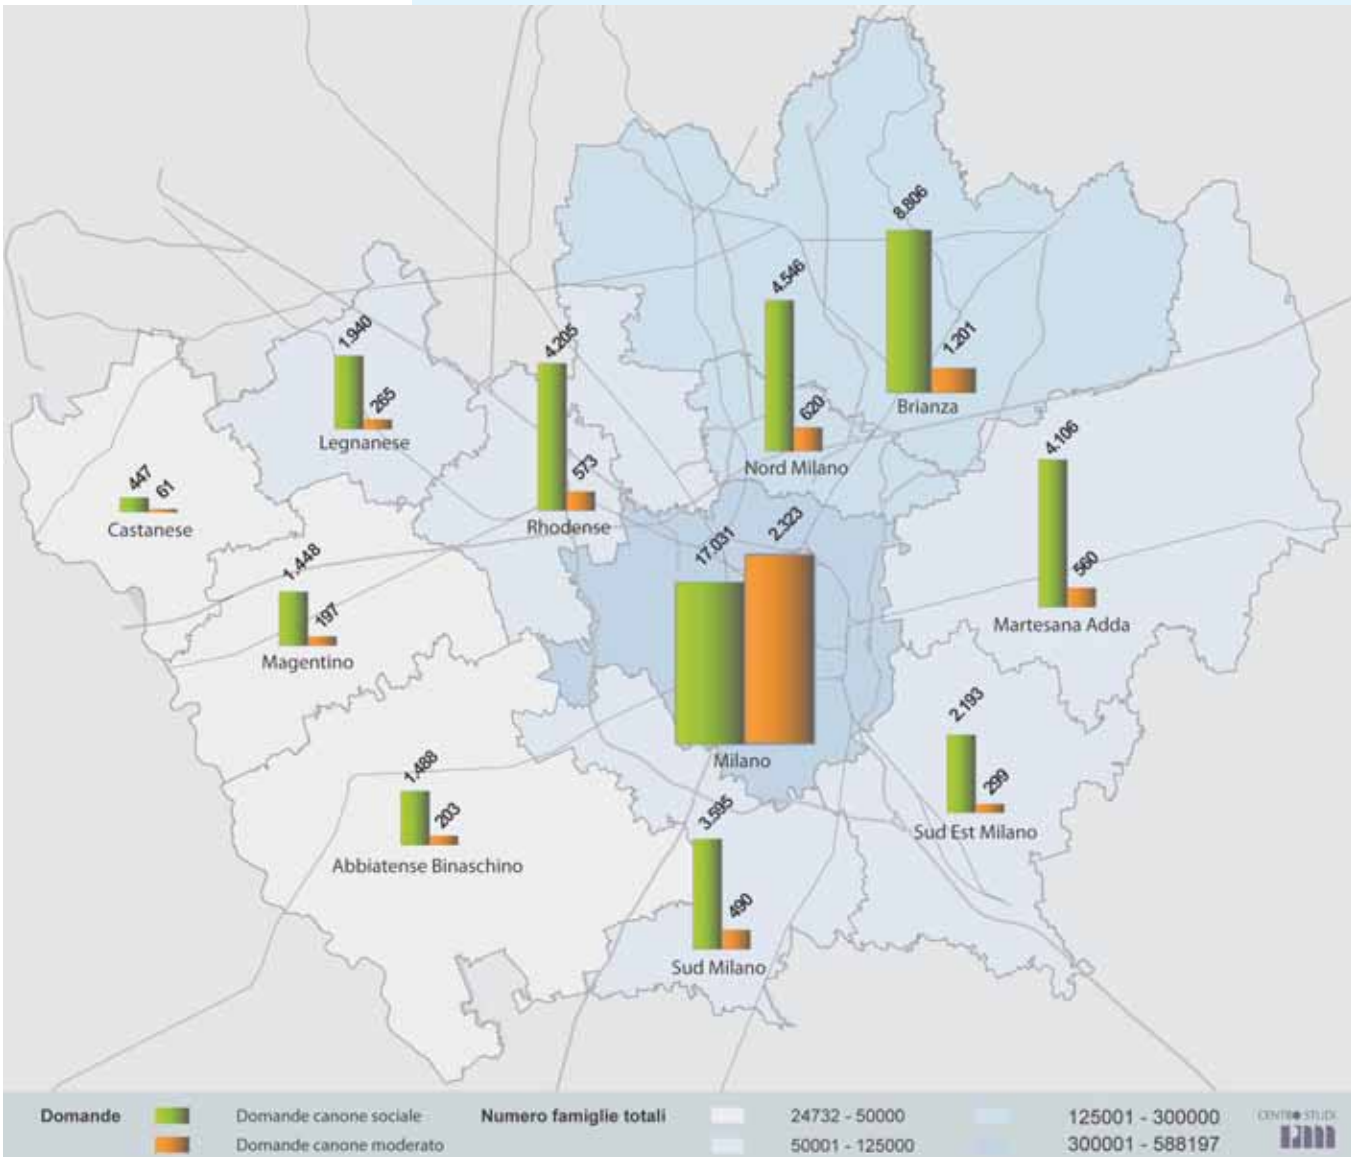 8.806
1.201
Brianza
4.546
620
Nord Milano
1.940
265
Legnanese
4.205
573
Rhodense
447
61
Castanese
4.106
560
Martesana Adda
1.448
197
Magentino
17.031
2.323
Milano
2.193
299
Sud Est Milano
1.488
203
Abbiatense Binaschino
3.595
490
Sud Milano
Domande
Domande canone sociale
Domande canone moderato
Numero famiglie totali
24732 - 50000
50001 - 125000
125001 - 300000
300001 - 588197
CENTRO STUDI